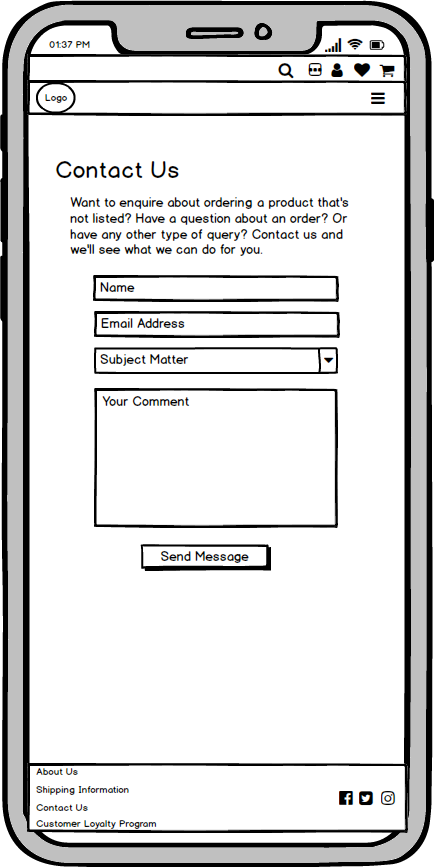 01:37 PM
Logo
Contact Us
Want to enquire about ordering a product that's
not listed? Have a question about an order? Or
have any other type of query? Contact us and
we'll see what we can do for you.
Name
Email Address
Subject Matter
Your Comment
Send Message
About Us
Shipping Information
Contact Us
Customer Loyalty Program